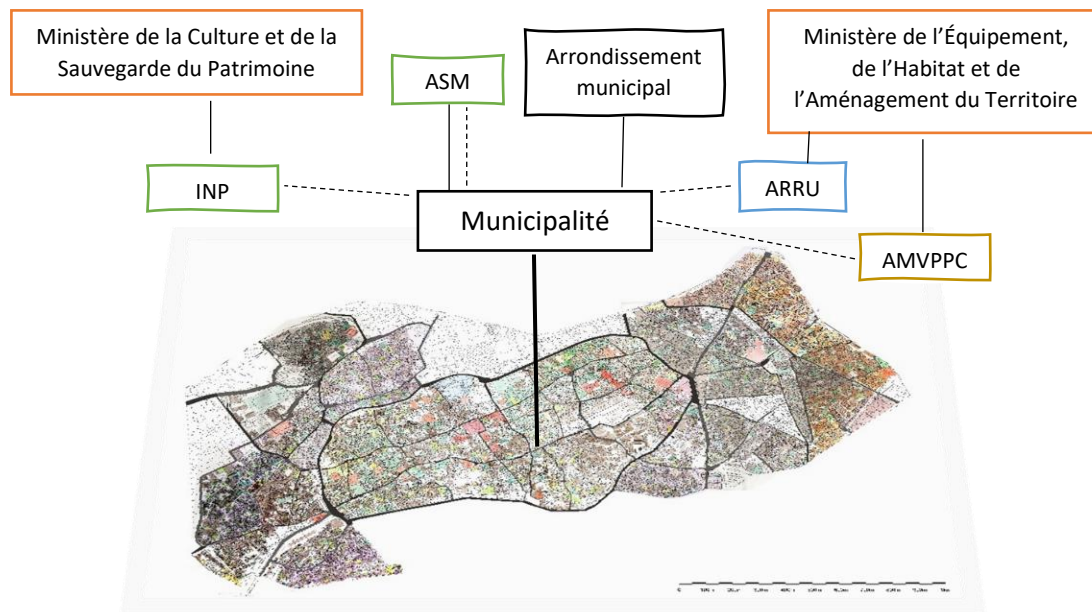 Ministère de la Culture et de la
Sauvegarde du Patrimoine
ASM
Arrondissement
municipal
Ministère de l'Équipement,
de l'Habitat et de
l'Aménagement du Territoire
INP
ARRU
Municipalité
AMVPPC